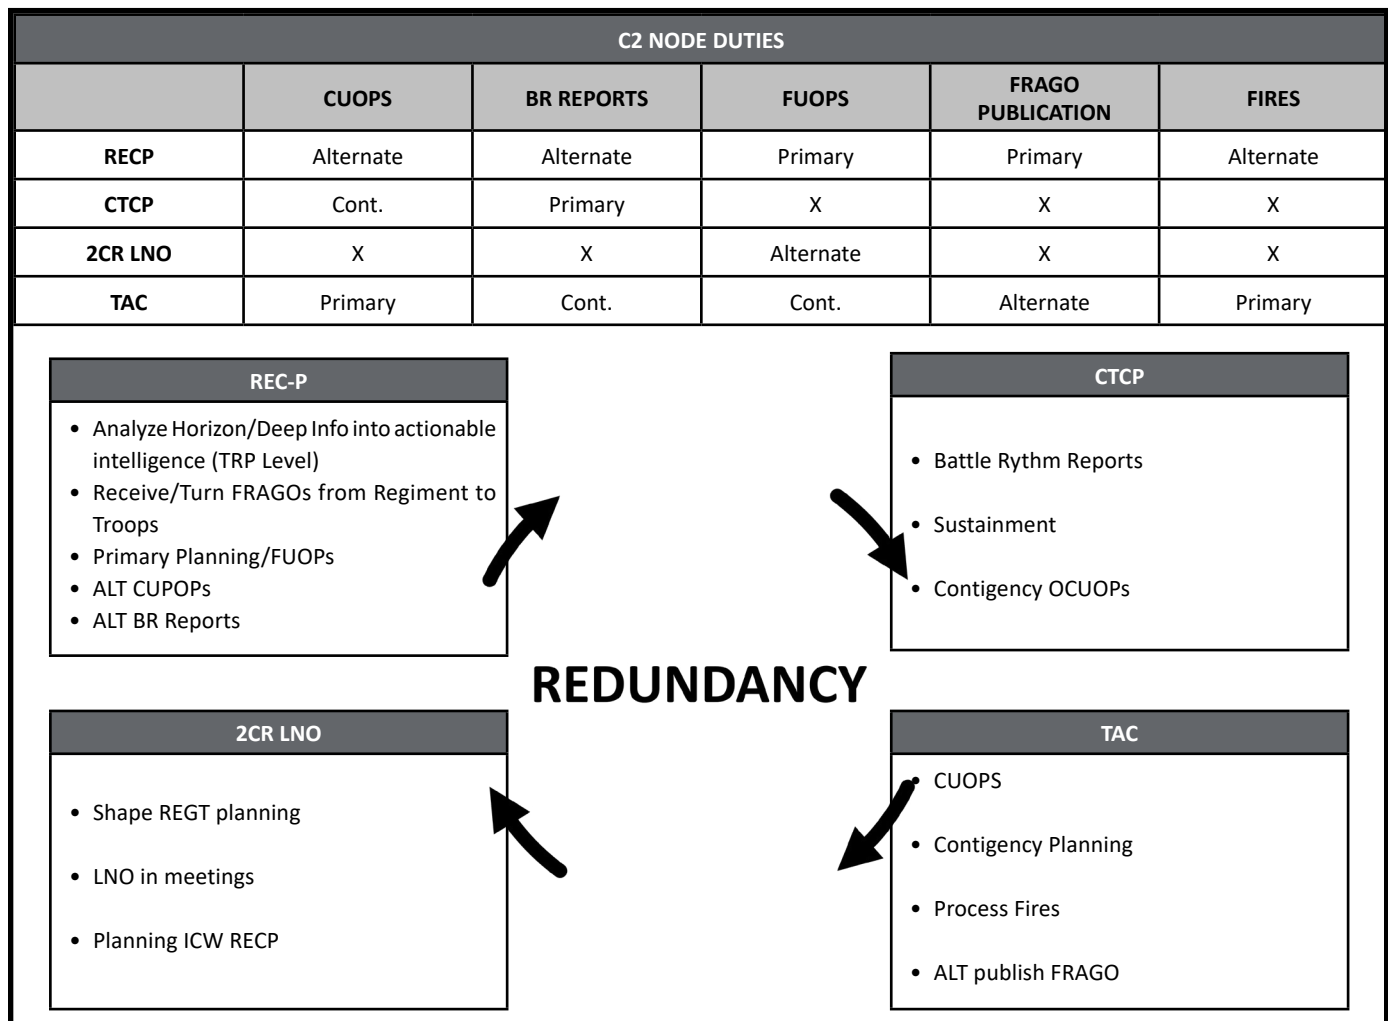 C2 NODE DUTIES
CUOPS BR REPORTS FUOPS FRAGO PUBLICATION FIRES
RECP Alternate Alternate Primary Primary Alternate
CTCP Cont. Primary X X X
2CR LNO X X Alternate X X
TAC Primary Cont. Cont. Alternate Primary
REC-P
• Analyze Horizon/Deep Info into actionable
intelligence (TRP Level)
• Receive/Turn FRAGOs from Regiment to
Troops
• Primary Planning/FUOPs
• ALT CUPOPs
• ALT BR Reports
CTCP
• Battle Rythm Reports
• Sustainment
• Contigency OCUOPs
REDUNDANCY
2CR LNO
• Shape REGT planning
• LNO in meetings
• Planning ICW RECP
TAC
• CUOPS
• Contigency Planning
• Process Fires
• ALT publish FRAGO